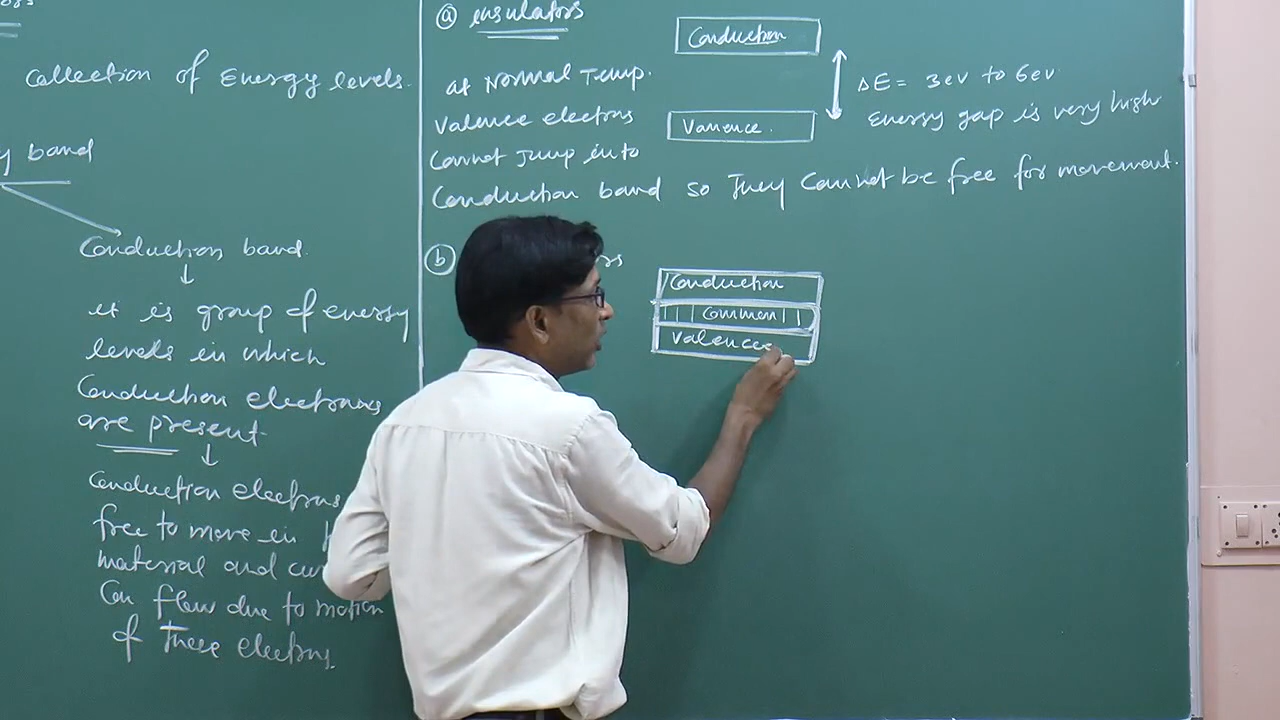 Collection of Energy levels.
y band
Conduction band.
it is group of energy
levels in which
Conduction electrons
are present
Conduction electrons
free to move in
material and
Can flow due to motion
of These electrons.
(a) insulators
Conduction
at Normal Temp.
ΔE = 3ev to 6ev
Valence electrons
Vanence.
Energy gap is very high
Cannot Jump into
Conduction band so They Cannot be free for movement.
(b)
Conduction
Common
Valence